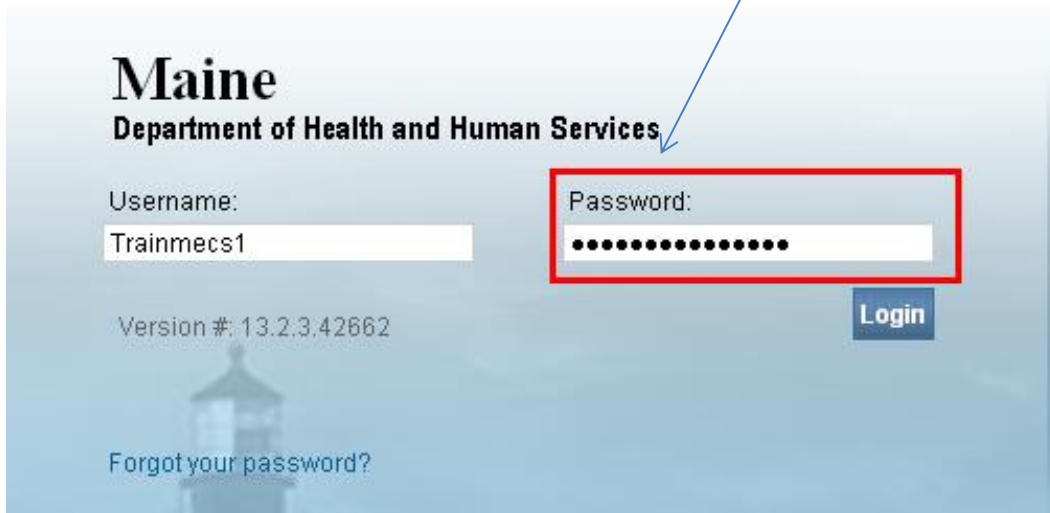 Maine
Department of Health and Human Services
Username:
Password:
Trainmecs1
•••••••••••••••
Version #: 13.2.3.42662
Login
Forgot your password?